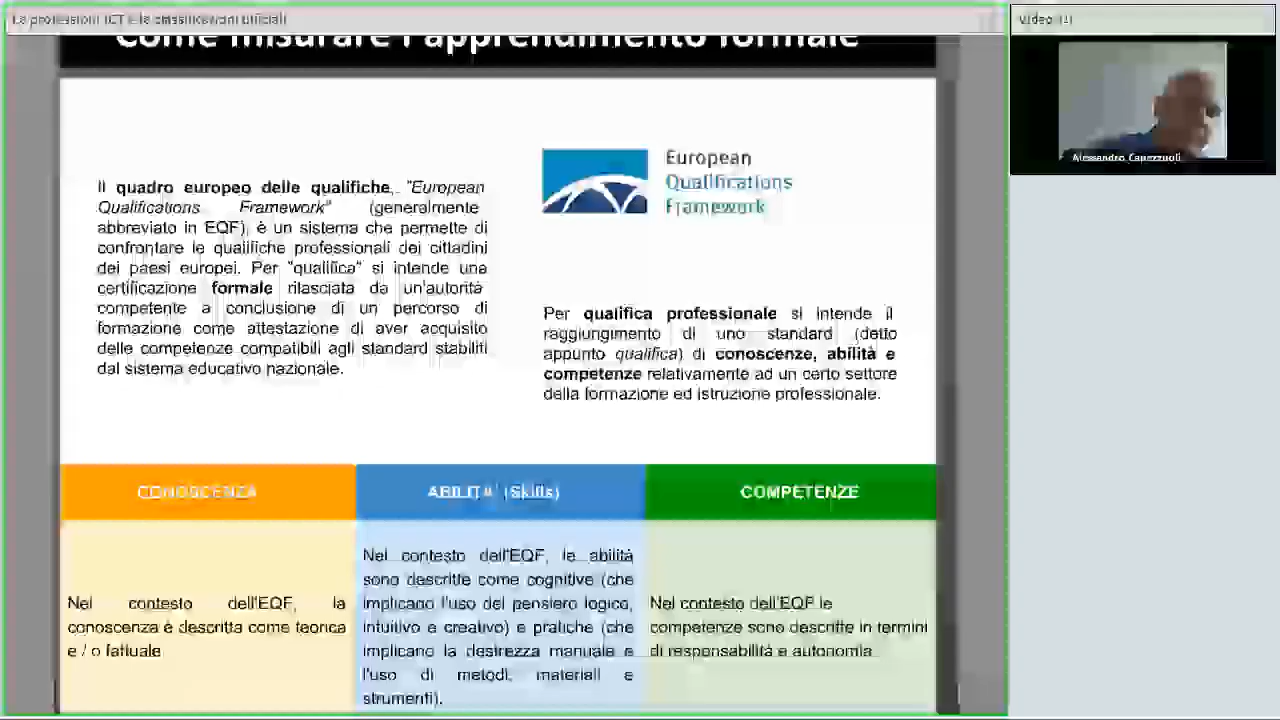 Le professioni ICT e le classificazioni ufficiali
Video (1)
Come misurare l'apprendimento formale
Alessandro Capezzuoli
European
Qualifications
Framework
Il quadro europeo delle qualifiche, "European
Qualifications Framework" (generalmente
abbreviato in EQF), è un sistema che permette di
confrontare le qualifiche professionali dei cittadini
dei paesi europei. Per "qualifica" si intende una
certificazione formale rilasciata da un'autorità
competente a conclusione di un percorso di
formazione come attestazione di aver acquisito
delle competenze compatibili agli standard stabiliti
dal sistema educativo nazionale.
Per qualifica professionale si intende il
raggiungimento di uno standard (detto
appunto qualifica) di conoscenze, abilità e
competenze relativamente ad un certo settore
della formazione ed istruzione professionale.
CONOSCENZA
Nel contesto dell'EQF, la
conoscenza è descritta come teorica
e / o fattuale
ABILITA' (Skills)
Nel contesto dell'EQF, le abilità
sono descritte come cognitive (che
implicano l'uso del pensiero logico,
intuitivo e creativo) e pratiche (che
implicano la destrezza manuale e
l'uso di metodi, materiali e
strumenti).
COMPETENZE
Nel contesto dell'EQF le
competenze sono descritte in termini
di responsabilità e autonomia